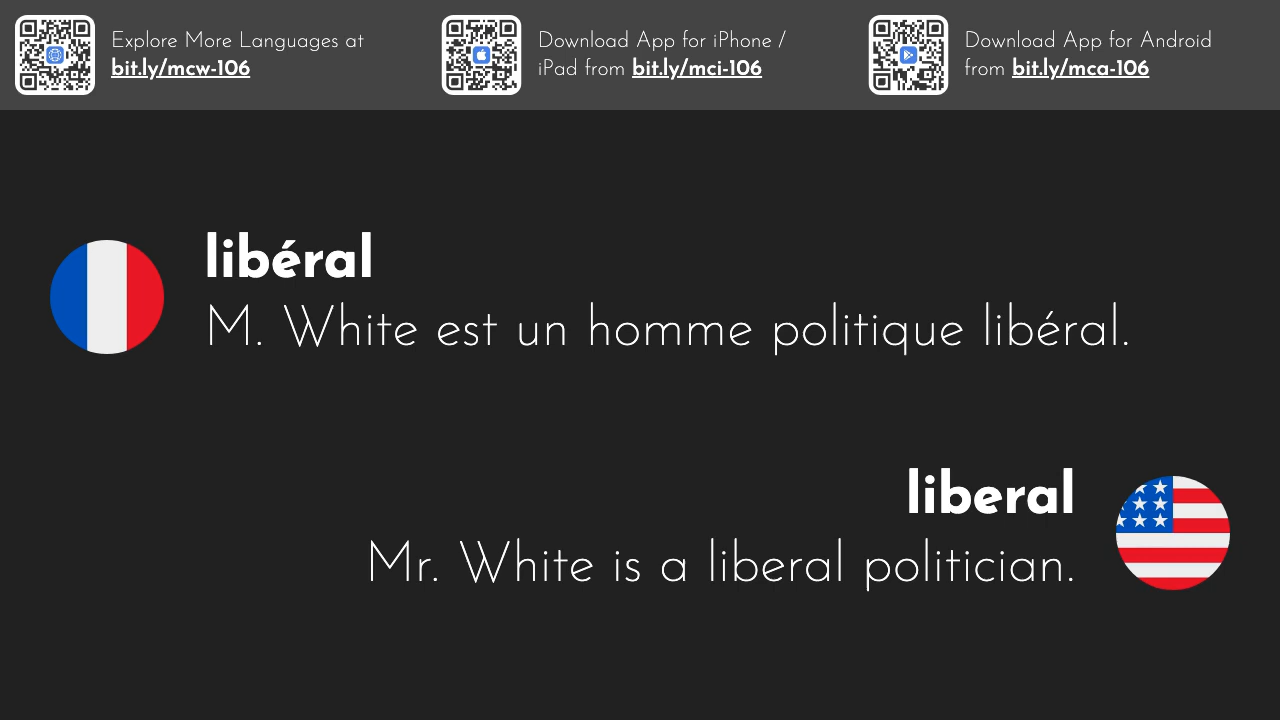 Explore More Languages at
bit.ly/mcw-106
Download App for iPhone /
iPad from bit.ly/mci-106
Download App for Android
from bit.ly/mca-106
libéral
M. White est un homme politique libéral.
liberal
Mr. White is a liberal politician.